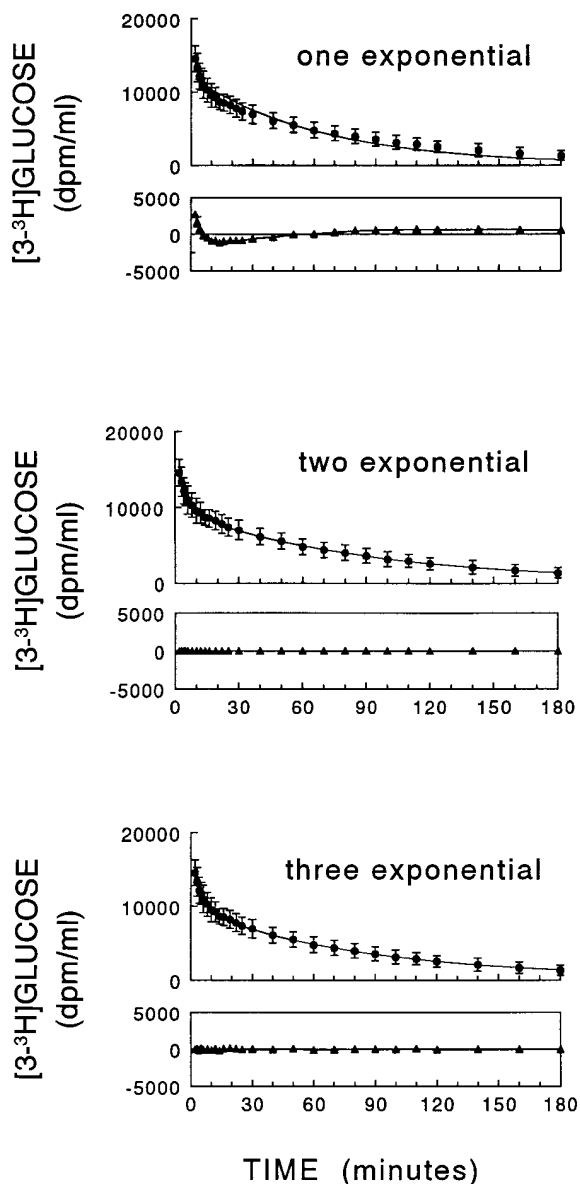 20000
one exponential
10000
0
[3-³H]GLUCOSE
(dpm/ml)
5000
0
-5000
20000
two exponential
10000
0
[3-³H]GLUCOSE
(dpm/ml)
5000
0
-5000
0 30 60 90 120 150 180
20000
three exponential
10000
0
[3-³H]GLUCOSE
(dpm/ml)
5000
0
-5000
0 30 60 90 120 150 180
TIME (minutes)